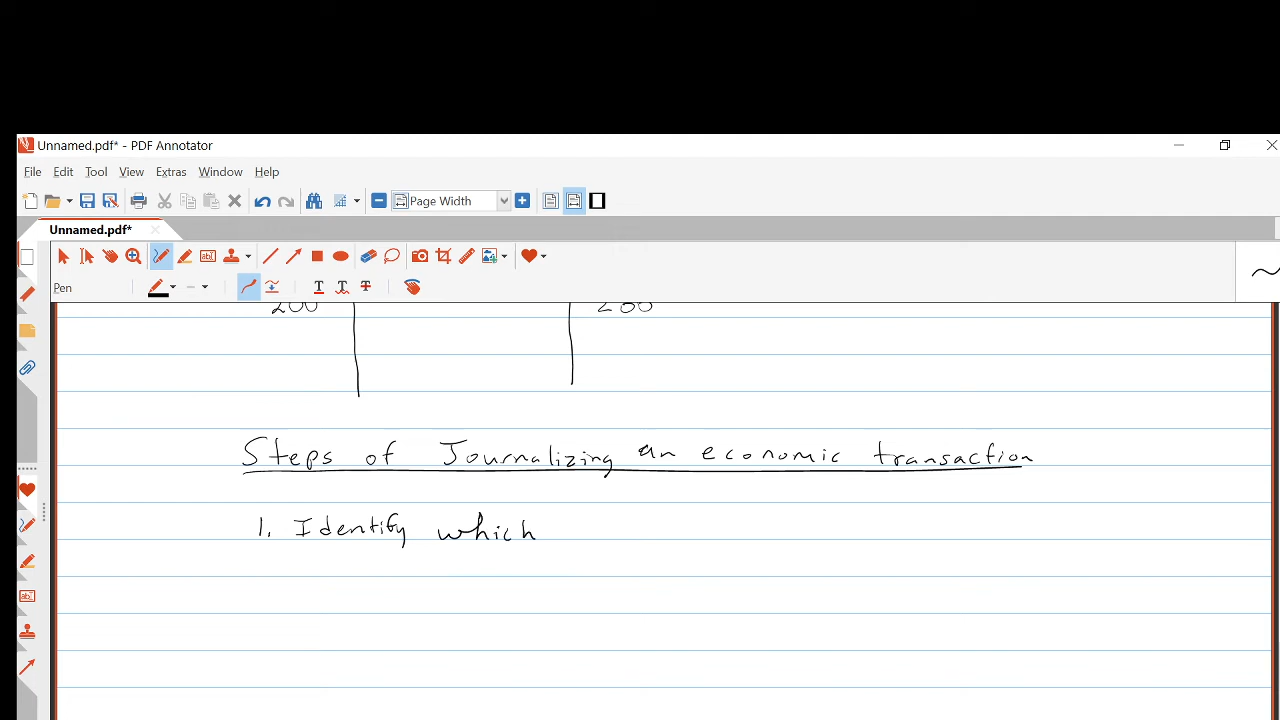 Unnamed.pdf* - PDF Annotator
File Edit Tool View Extras Window Help
Page Width
Unnamed.pdf*
Pen
200 200
Steps of Journalizing an economic transaction
1. Identify which